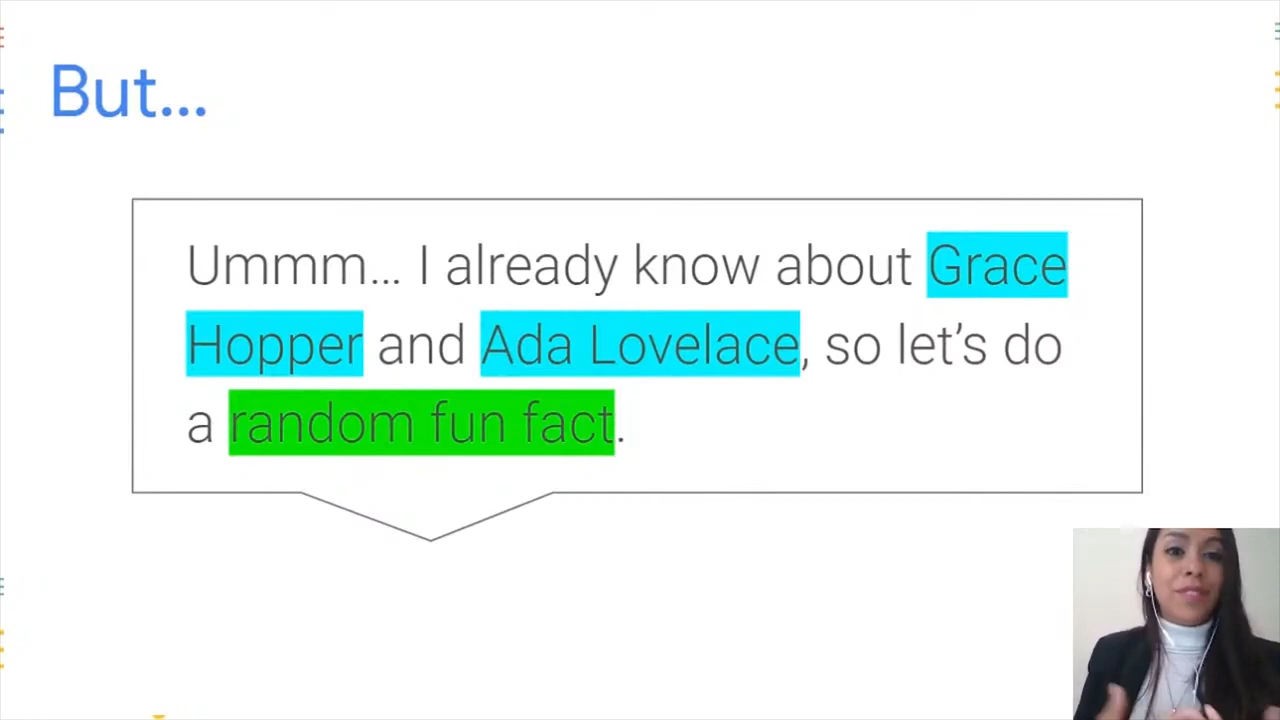 But...
Ummm... I already know about Grace
Hopper and Ada Lovelace, so let’s do
a random fun fact.